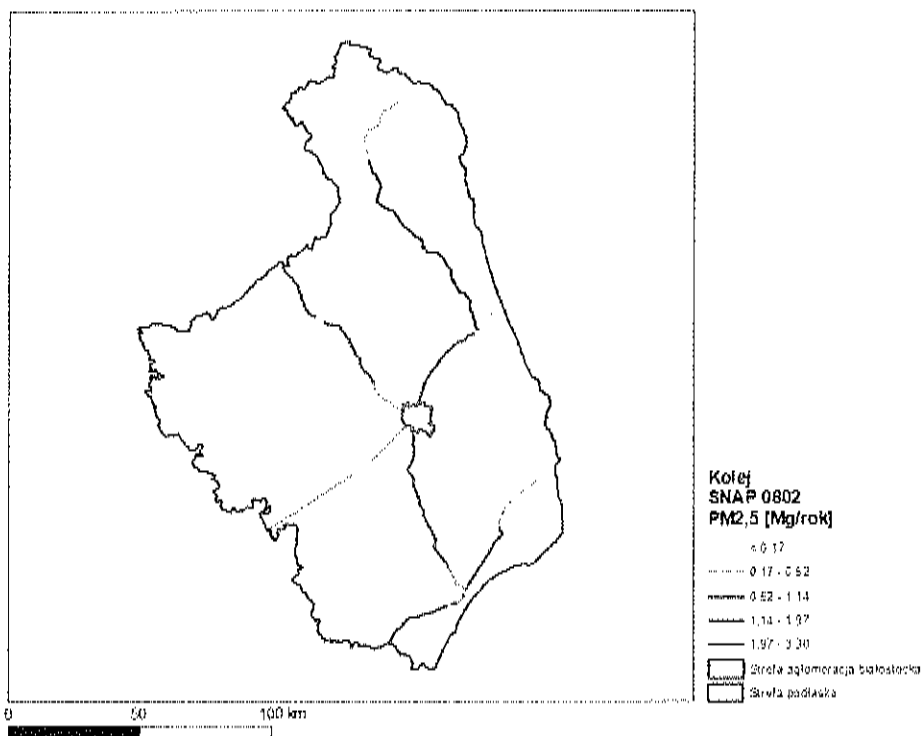 Kolej
SNAP 0802
PM2,5 [Mg/rok]
< 0,17
0,17 - 0,52
0,52 - 1,14
1,14 - 1,97
1,97 - 3,30
Strefa aglomeracja białostocka
Strefa podlaska
0 50 100 km